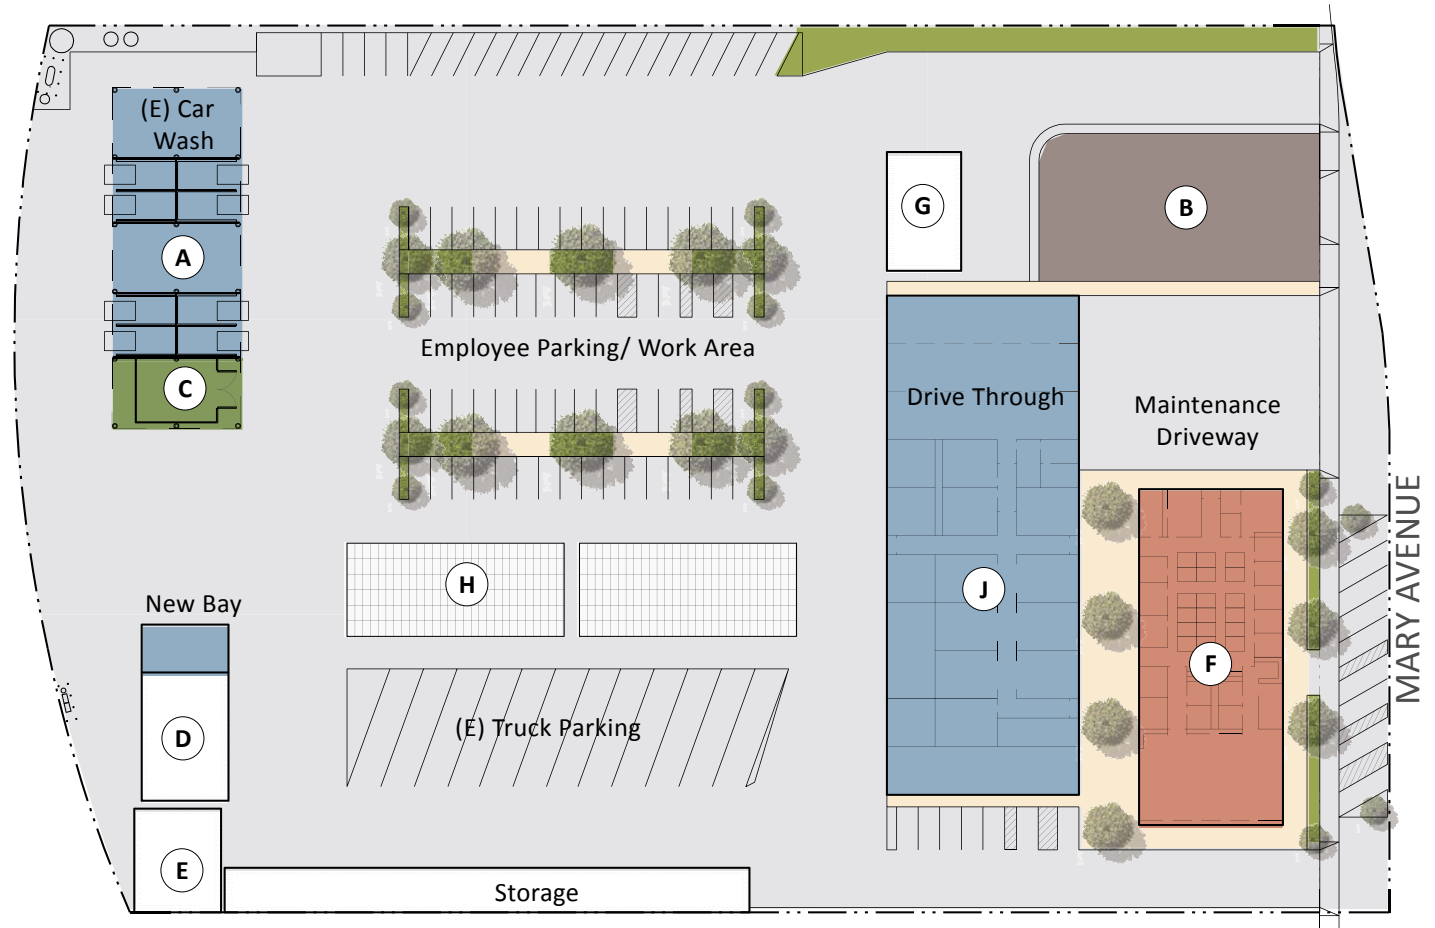 (E) Car
Wash
A
C
G
B
Employee Parking/ Work Area
Drive Through
Maintenance
Driveway
H
J
F
MARY AVENUE
New Bay
D
(E) Truck Parking
E
Storage